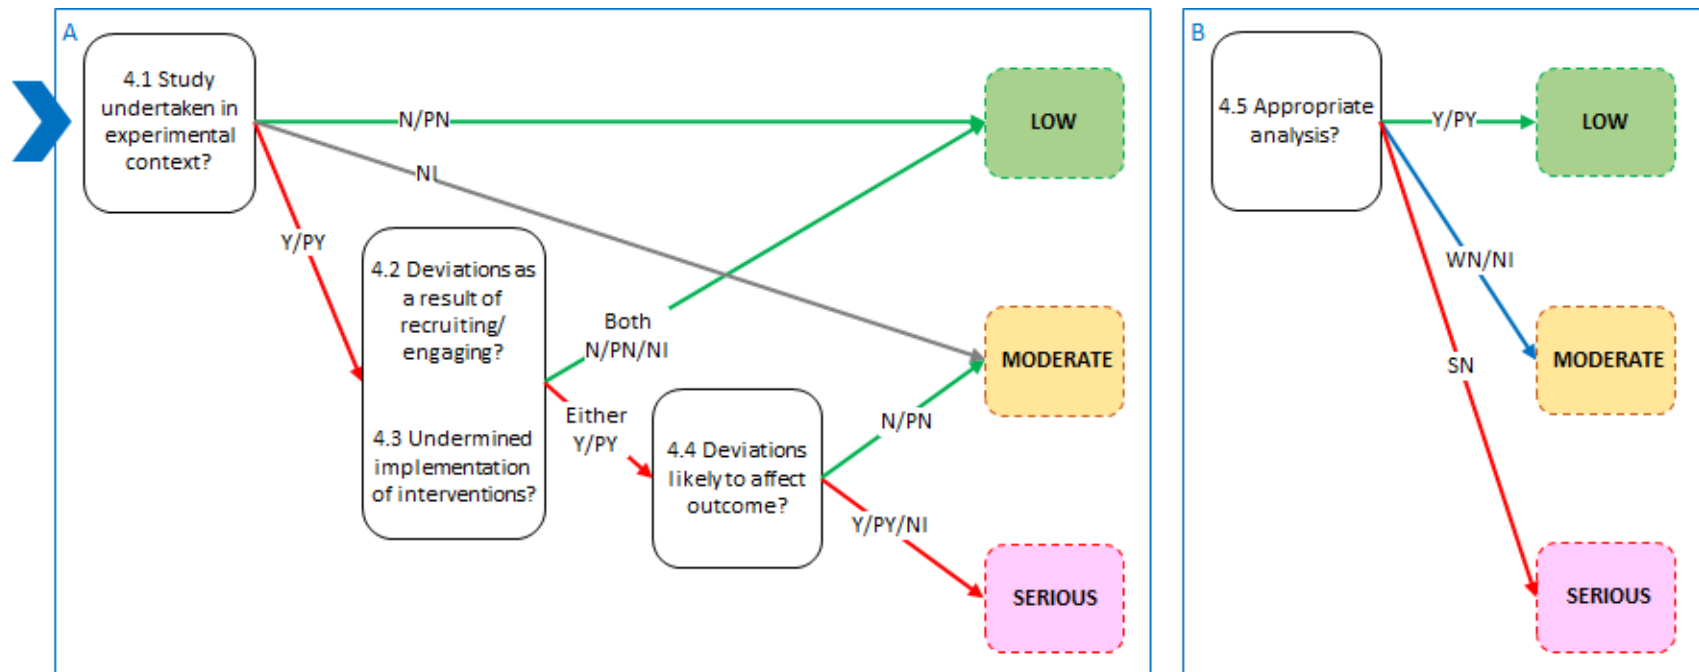 A
4.1 Study
undertaken in
experimental
context?
N/PN
NI
Y/PY
4.2 Deviations as
a result of
recruiting/
engaging?
4.3 Undermined
implementation
of interventions?
Both
N/PN/NI
Either
Y/PY
4.4 Deviations
likely to affect
outcome?
N/PN
Y/PY/NI
LOW
MODERATE
SERIOUS
B
4.5 Appropriate
analysis?
Y/PY
WN/NI
SN
LOW
MODERATE
SERIOUS